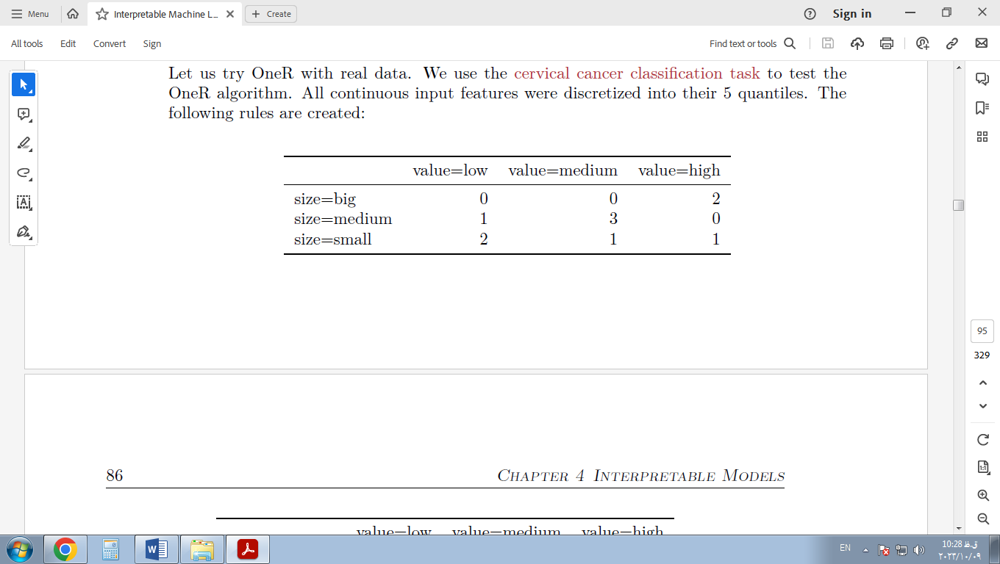 Menu
Interpretable Machine L...
Create
Sign in
All tools Edit Convert Sign
Find text or tools
Let us try OneR with real data. We use the cervical cancer classification task to test the
OneR algorithm. All continuous input features were discretized into their 5 quantiles. The
following rules are created:
value=low value=medium value=high
size=big 0 0 2
size=medium 1 3 0
size=small 2 1 1
95
329
86 CHAPTER 4 INTERPRETABLE MODELS
value=low value=medium value=high
EN
10:28 ق.ظ
۲۰۲۳/۱۰/۰۹